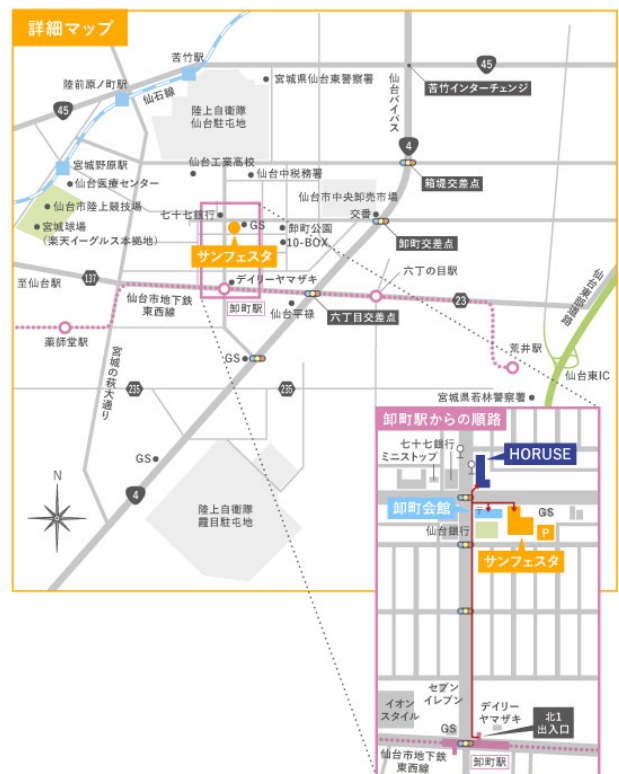 詳細マップ
苦竹駅
陸前原ノ町駅
仙石線
45
宮城県仙台東警察署
陸上自衛隊
仙台駐屯地
仙台バイパス
45
苦竹インターチェンジ
4
宮城野原駅
仙台医療センター
仙台工業高校
仙台中税務署
箱堤交差点
仙台市陸上競技場
宮城球場
(楽天イーグルス本拠地)
七十七銀行
GS
卸町公園
10-BOX
仙台市中央卸売市場
交番
卸町交差点
サンフェスタ
至仙台駅
137
デイリーヤマザキ
六丁の目駅
仙台市地下鉄
東西線
卸町駅
仙台平禄
六丁目交差点
23
仙台東部道路
薬師堂駅
宮城の萩大通り
GS
荒井駅
仙台東IC
235
235
宮城県若林警察署
GS
4
N
陸上自衛隊
霞目駐屯地
卸町駅からの順路
七十七銀行
ミニストップ
HORUSE
卸町会館
〒
GS
仙台銀行
P
サンフェスタ
セブン
イレブン
イオン
スタイル
デイリー
ヤマザキ
北1
出入口
GS
仙台市地下鉄
東西線
卸町駅